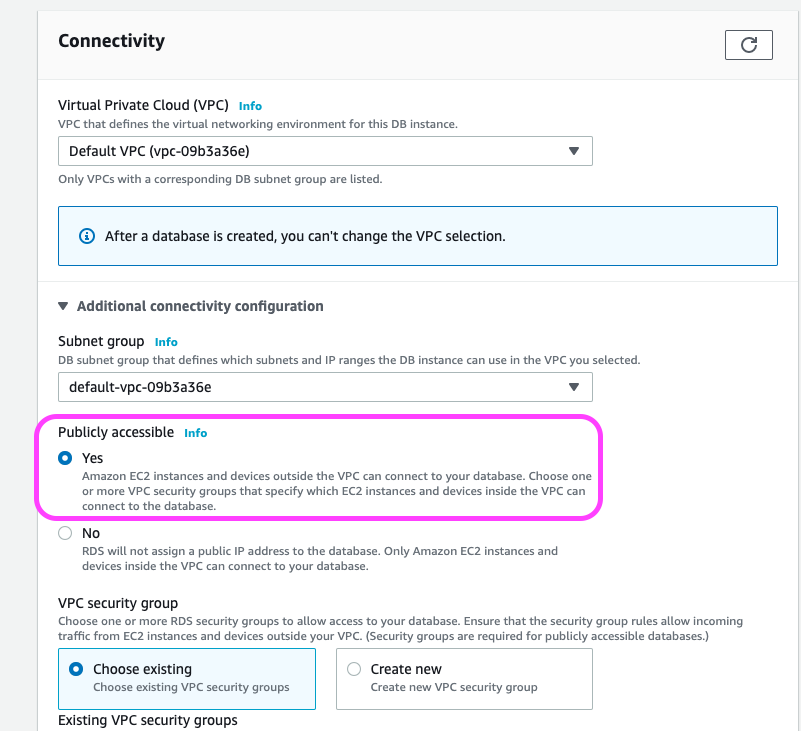 Connectivity
Virtual Private Cloud (VPC) Info
VPC that defines the virtual networking environment for this DB instance.
Default VPC (vpc-09b3a36e)
Only VPCs with a corresponding DB subnet group are listed.
After a database is created, you can't change the VPC selection.
Additional connectivity configuration
Subnet group Info
DB subnet group that defines which subnets and IP ranges the DB instance can use in the VPC you selected.
default-vpc-09b3a36e
Publicly accessible Info
Yes
Amazon EC2 instances and devices outside the VPC can connect to your database. Choose one
or more VPC security groups that specify which EC2 instances and devices inside the VPC can
connect to the database.
No
RDS will not assign a public IP address to the database. Only Amazon EC2 instances and
devices inside the VPC can connect to your database.
VPC security group
Choose one or more RDS security groups to allow access to your database. Ensure that the security group rules allow incoming
traffic from EC2 instances and devices outside your VPC. (Security groups are required for publicly accessible databases.)
Choose existing
Choose existing VPC security groups
Create new
Create new VPC security group
Existing VPC security groups